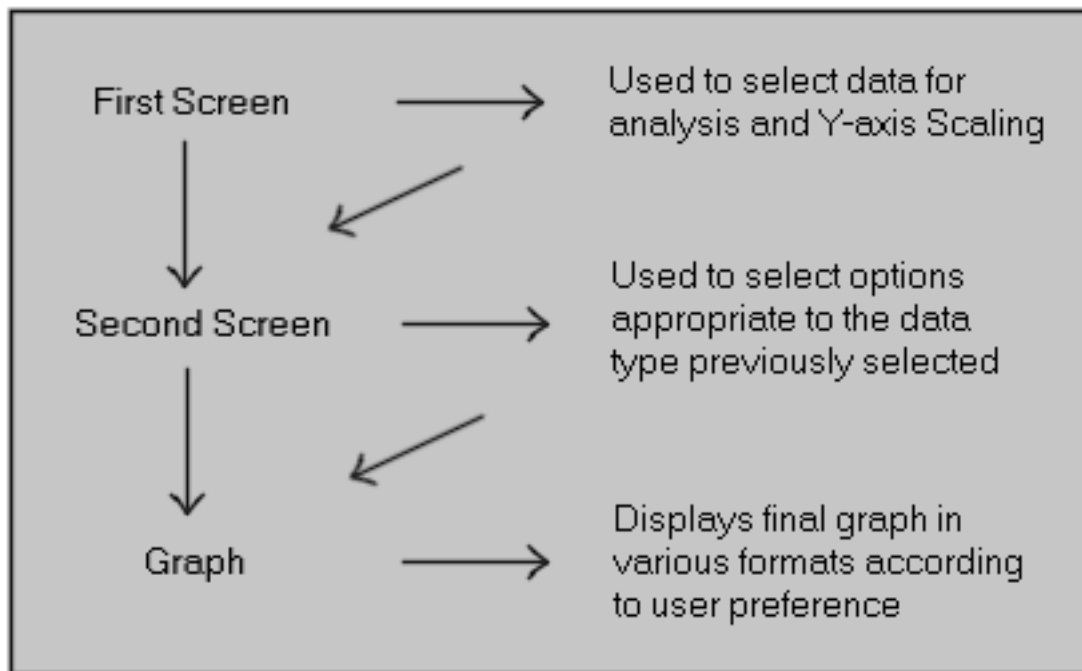 First Screen
Used to select data for
analysis and Y-axis Scaling
Second Screen
Used to select options
appropriate to the data
type previously selected
Graph
Displays final graph in
various formats according
to user preference